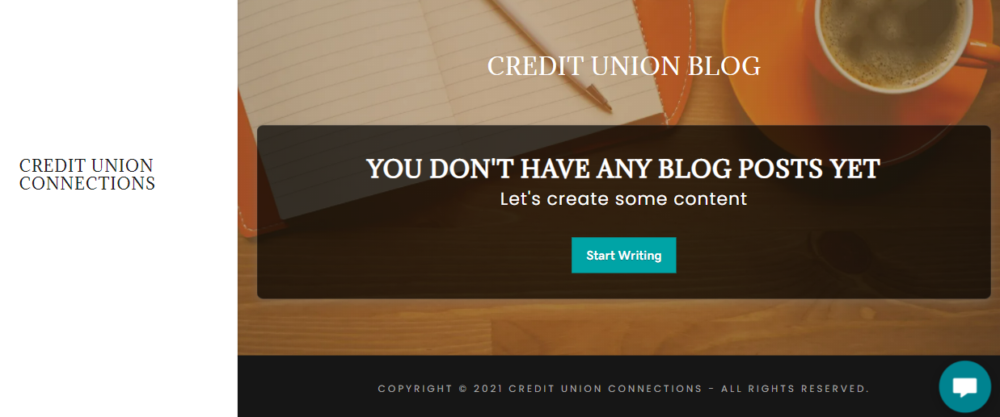 CREDIT UNION
CONNECTIONS
CREDIT UNION BLOG
YOU DON'T HAVE ANY BLOG POSTS YET
Let's create some content
Start Writing
COPYRIGHT © 2021 CREDIT UNION CONNECTIONS - ALL RIGHTS RESERVED.